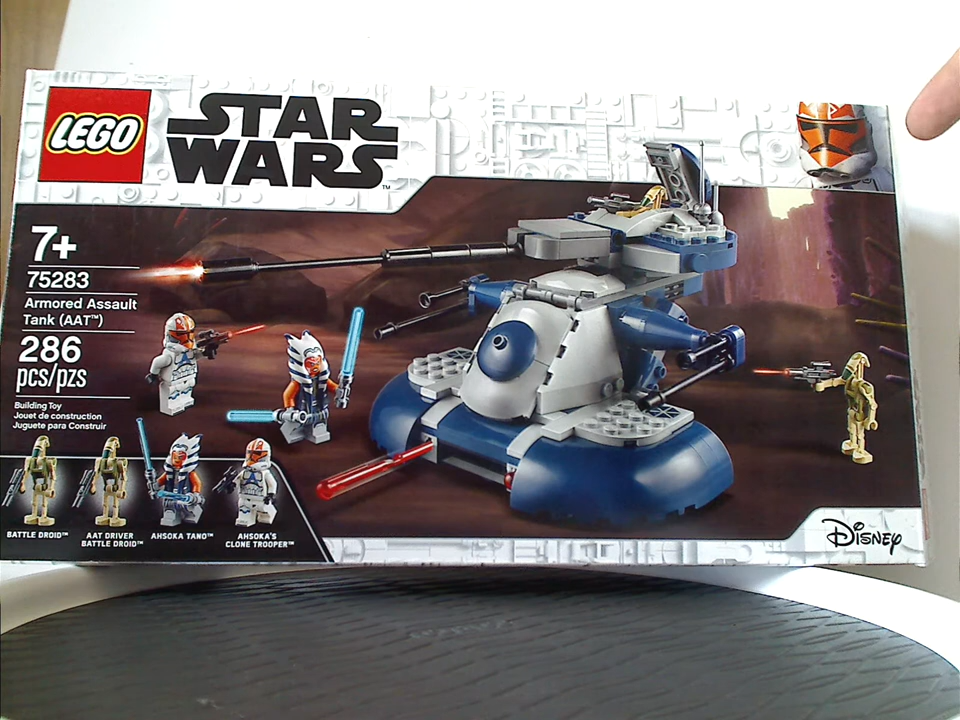 LEGO
STAR
WARS™
7+
75283
Armored Assault
Tank (AAT™)
286
pcs/pzs
Building Toy
Jouet de construction
Juguete para Construir
BATTLE DROID™
AAT DRIVER
BATTLE DROID™
AHSOKA TANO™
AHSOKA'S
CLONE TROOPER™
Disney